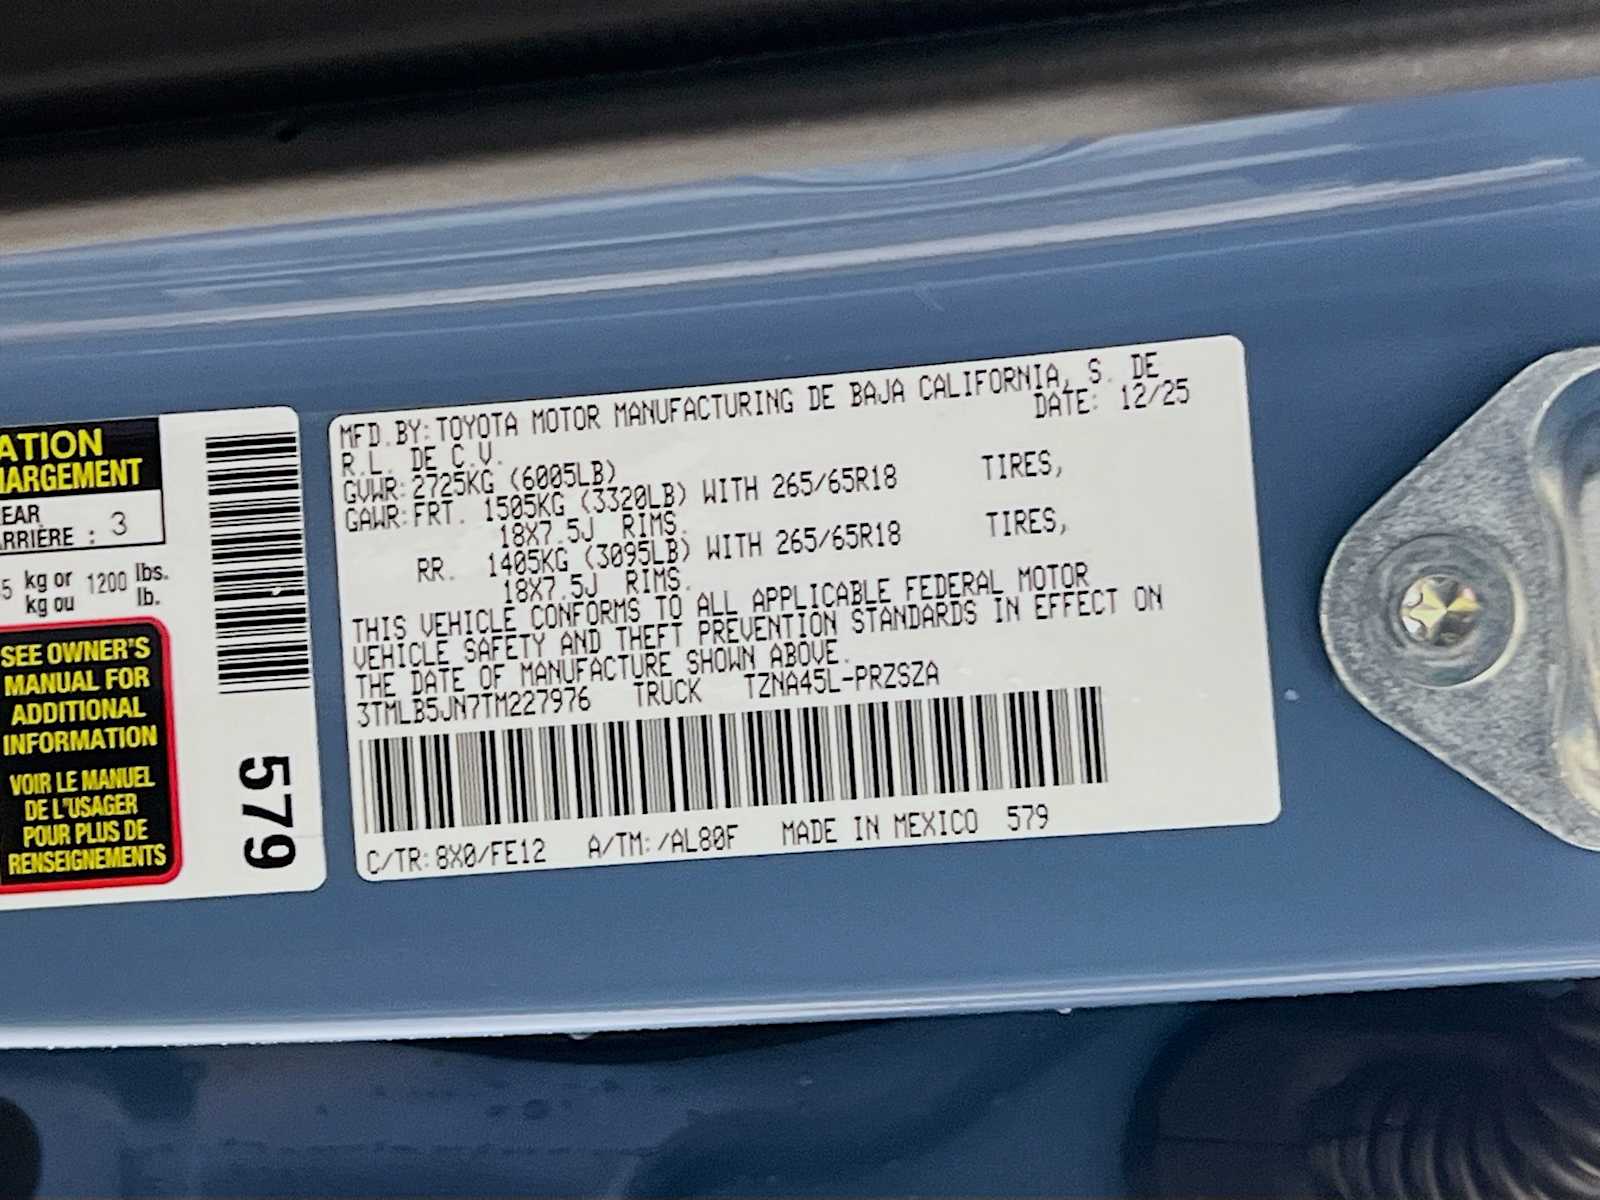 ATION
HARGEMENT
EAR
RRIÈRE : 3
5 kg or 1200 lbs.
kg ou lb.
SEE OWNER'S
MANUAL FOR
ADDITIONAL
INFORMATION
VOIR LE MANUEL
DE L'USAGER
POUR PLUS DE
RENSEIGNEMENTS
579
MFD.BY:TOYOTA MOTOR MANUFACTURING DE BAJA CALIFORNIA, S. DE
R.L. DE C.V. DATE: 12/25
GVWR:2725KG (6005LB)
GAWR:FRT. 1505KG (3320LB) WITH 265/65R18 TIRES,
18X7.5J RIMS.
RR. 1405KG (3095LB) WITH 265/65R18 TIRES,
18X7.5J RIMS.
THIS VEHICLE CONFORMS TO ALL APPLICABLE FEDERAL MOTOR
VEHICLE SAFETY AND THEFT PREVENTION STANDARDS IN EFFECT ON
THE DATE OF MANUFACTURE SHOWN ABOVE.
3TMLB5JN7TM227976 TRUCK TZNA45L-PRZSZA
C/TR:8X0/FE12 A/TM:/AL80F MADE IN MEXICO 579